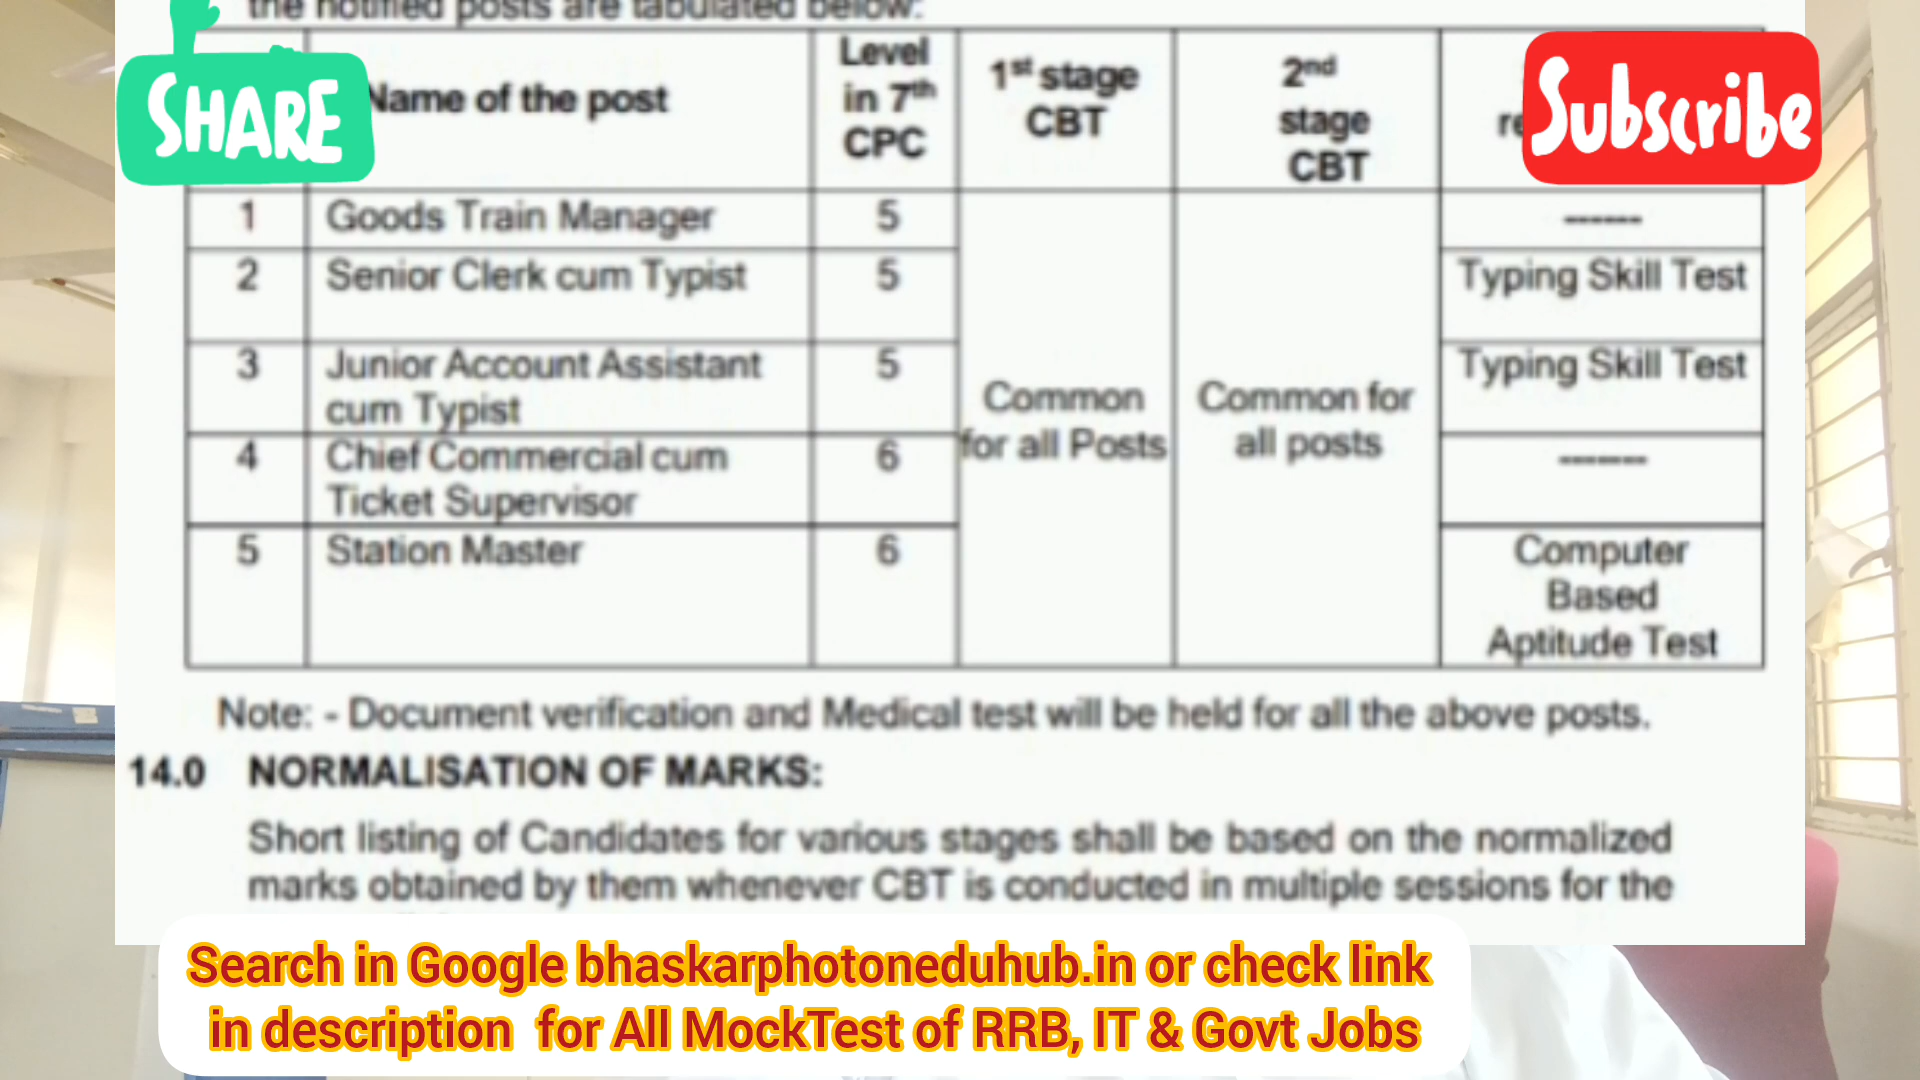 the notified posts are tabulated below:
SHARE
Name of the post
Level in 7th CPC
1st stage CBT
2nd stage CBT
Subscribe
1 Goods Train Manager 5 ------
2 Senior Clerk cum Typist 5 Typing Skill Test
3 Junior Account Assistant cum Typist 5 Typing Skill Test
Common for all Posts
Common for all posts
4 Chief Commercial cum Ticket Supervisor 6 -------
5 Station Master 6 Computer Based Aptitude Test
Note: - Document verification and Medical test will be held for all the above posts.
14.0 NORMALISATION OF MARKS:
Short listing of Candidates for various stages shall be based on the normalized
marks obtained by them whenever CBT is conducted in multiple sessions for the
Search in Google bhaskarphotoneduhub.in or check link
in description for All MockTest of RRB, IT & Govt Jobs